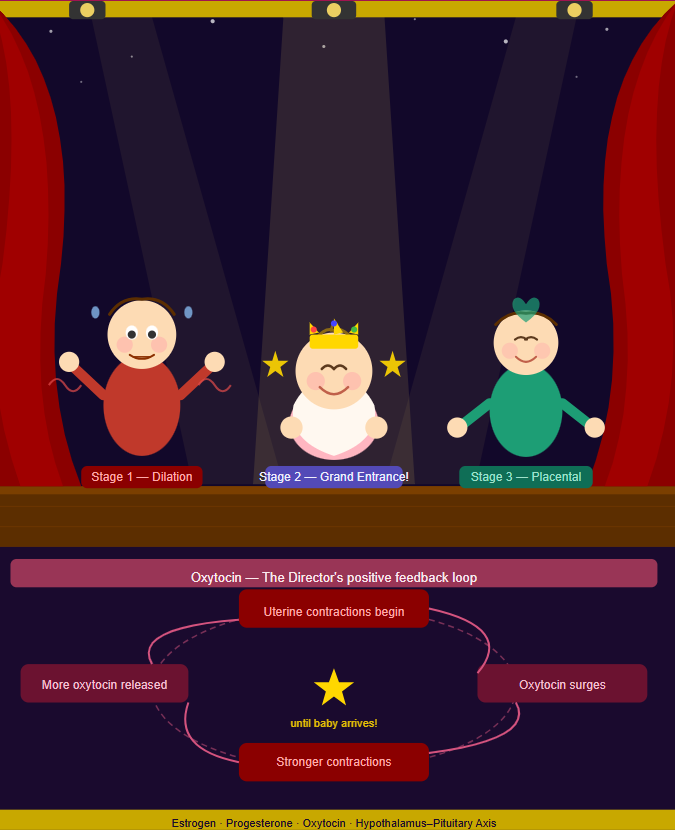 Stage 1 — Dilation
Stage 2 — Grand Entrance!
Stage 3 — Placental
Oxytocin — The Director's positive feedback loop
Uterine contractions begin
More oxytocin released
Oxytocin surges
until baby arrives!
Stronger contractions
Estrogen · Progesterone · Oxytocin · Hypothalamus–Pituitary Axis